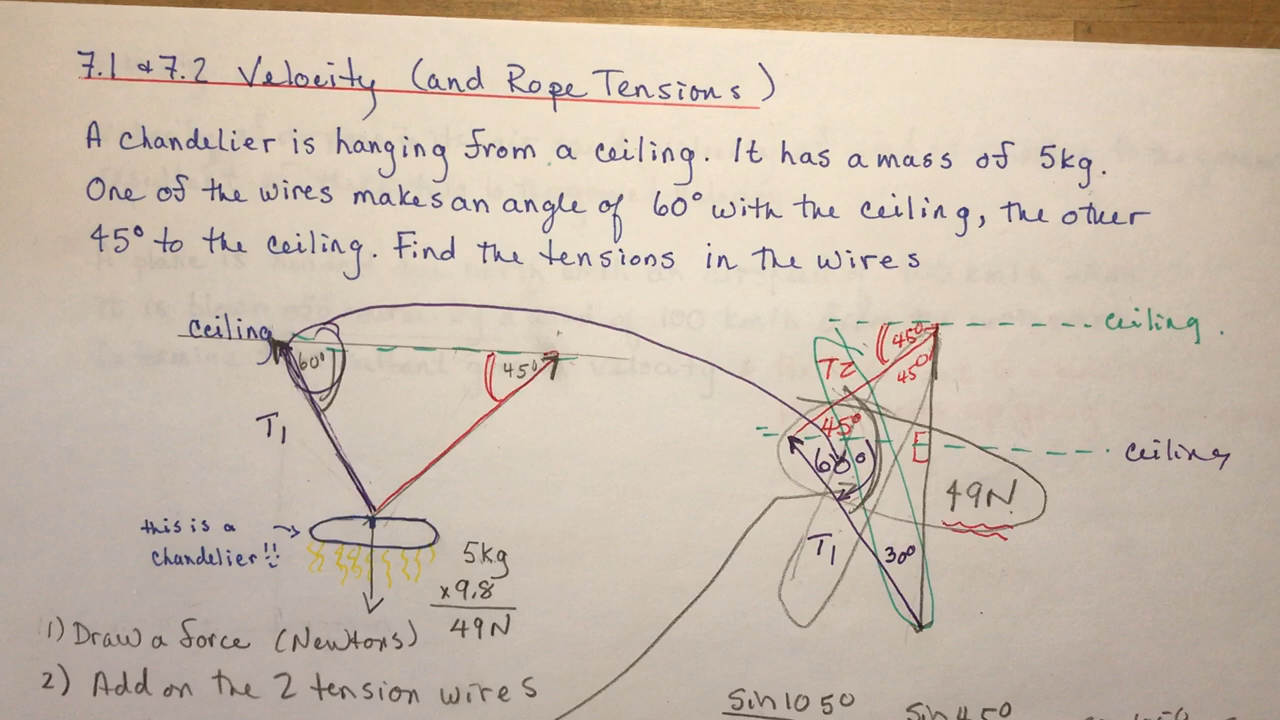 7.1 & 7.2 Velocity (and Rope Tensions)
A chandelier is hanging from a ceiling. It has a mass of 5kg.
One of the wires makes an angle of 60° with the ceiling, the other
45° to the ceiling. Find the tensions in the wires
ceiling
60°
45°
T1
this is a
chandelier!!
5kg
x9.8
49N
1) Draw a force (Newtons)
2) Add on the 2 tension wires
ceiling.
45°
T2
45°
45°
ceiling
60°
E
49N
T1
30°
Sin 105°
Sin 45°